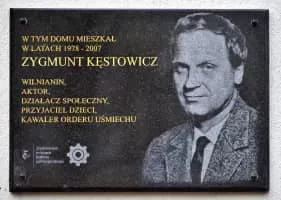 W TYM DOMU MIESZKAŁ
W LATACH 1978 - 2007
ZYGMUNT KĘSTOWICZ
WILNIANIN,
AKTOR,
DZIAŁACZ SPOŁECZNY,
PRZYJACIEL DZIECI,
KAWALER ORDERU UŚMIECHU